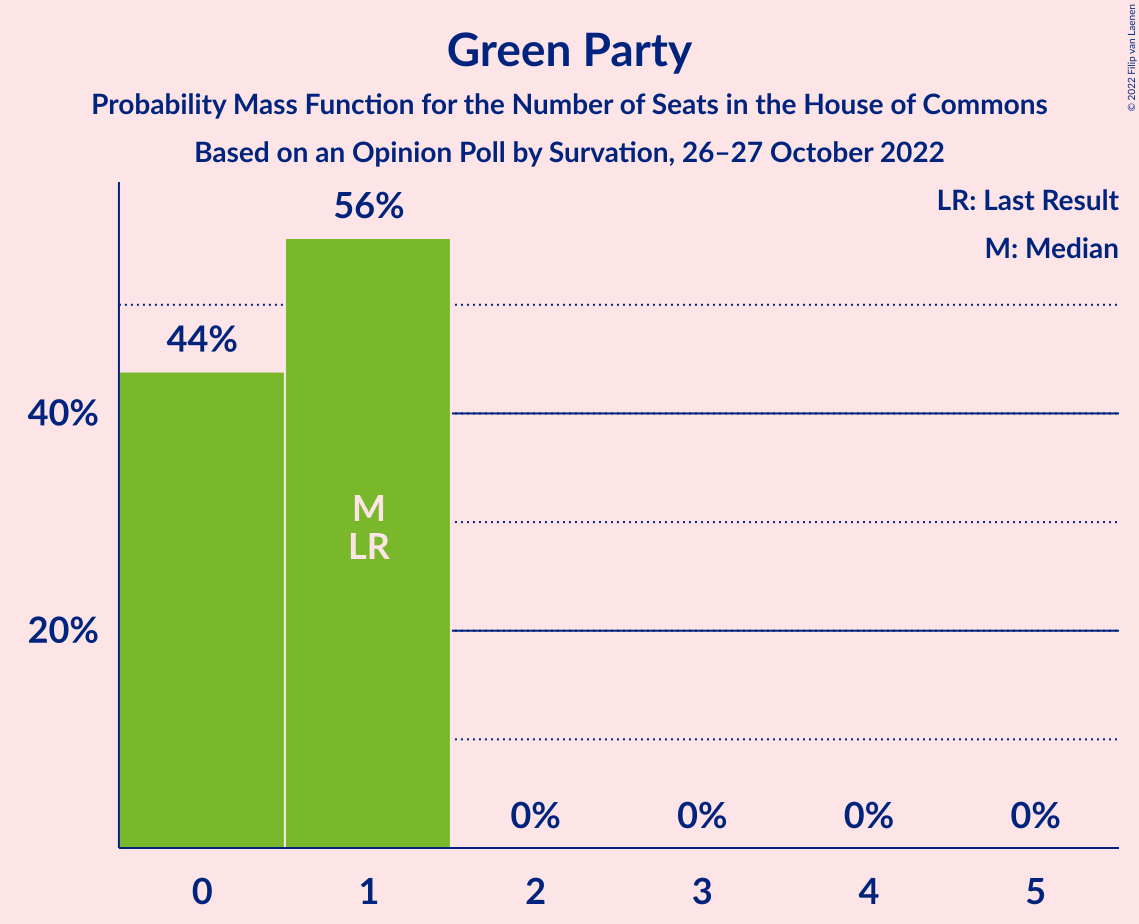 Green Party
Probability Mass Function for the Number of Seats in the House of Commons
Based on an Opinion Poll by Survation, 26–27 October 2022
© 2022 Filip van Laenen
LR: Last Result
M: Median
56%
44%
40%
20%
M
LR
0%
0%
0%
0%
0
1
2
3
4
5